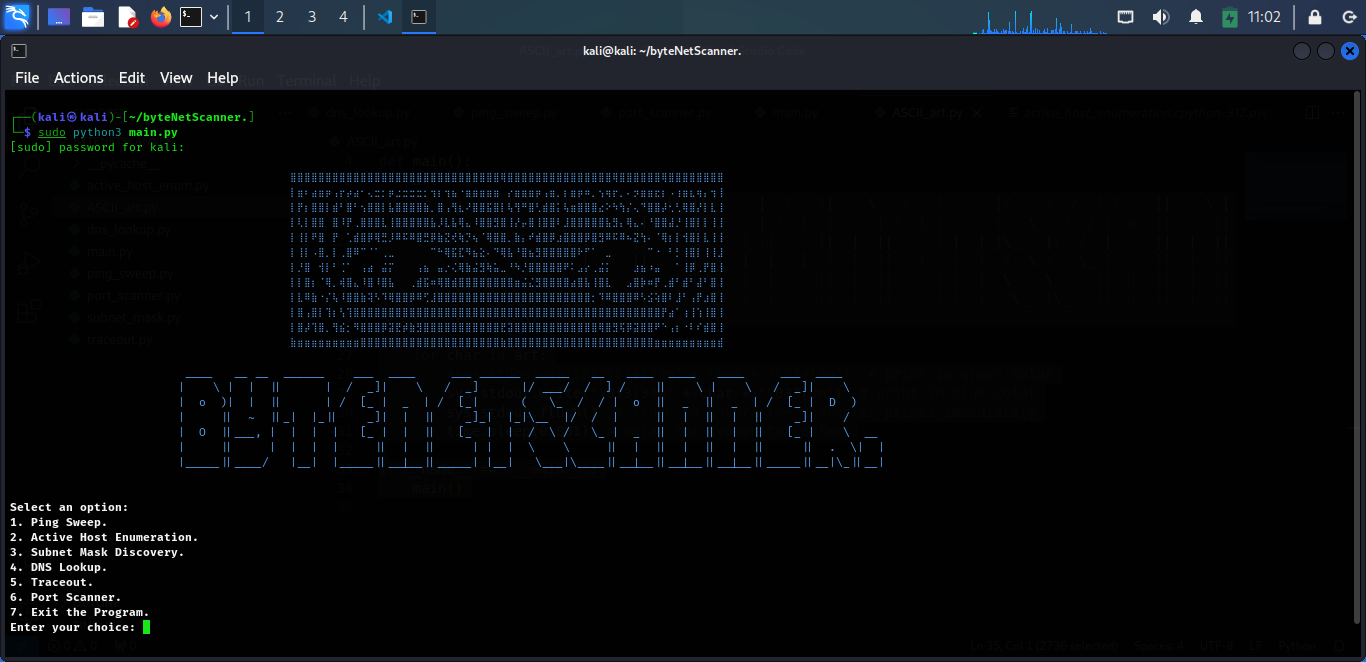 1 2 3 4 11:02
kali@kali: ~/byteNetScanner.
File Actions Edit View Help
┌──(kali㉿kali)-[~/byteNetScanner.]
└─$ sudo python3 main.py
[sudo] password for kali:
BYTENETSCANNER.
Select an option:
1. Ping Sweep.
2. Active Host Enumeration.
3. Subnet Mask Discovery.
4. DNS Lookup.
5. Traceout.
6. Port Scanner.
7. Exit the Program.
Enter your choice: